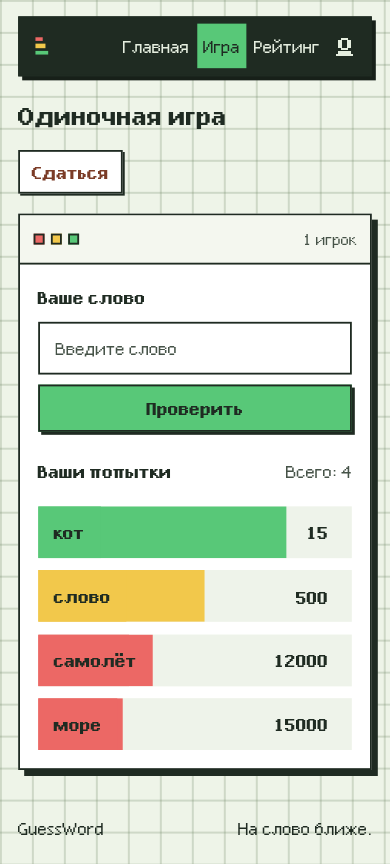 Главная Игра Рейтинг
Одиночная игра
Сдаться
1 игрок
Ваше слово
Введите слово
Проверить
Ваши попытки Всего: 4
кот 15
слово 500
самолёт 12000
море 15000
GuessWord На слово ближе.